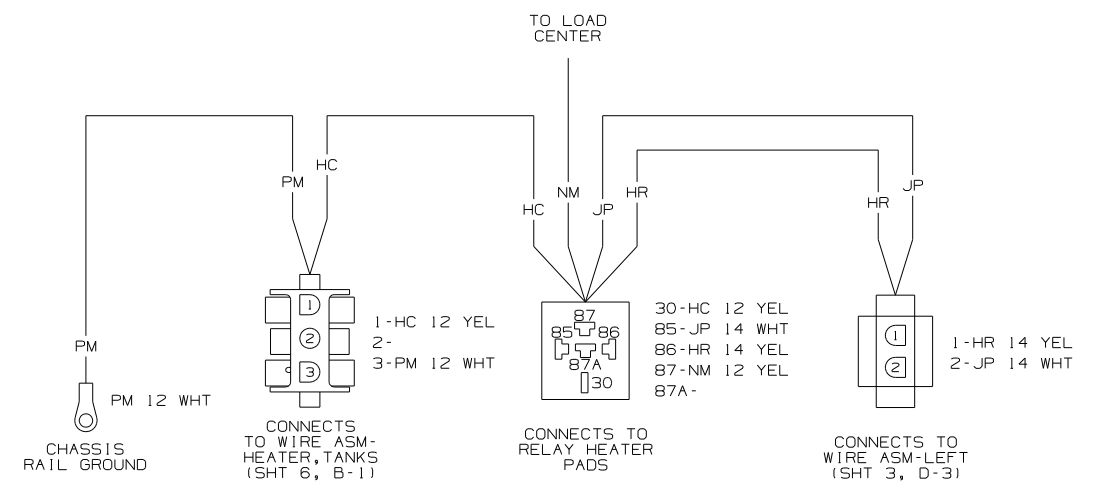 TO LOAD
CENTER
HC
PM
NM
HR
JP
HC
JP
HR
PM
PM 12 WHT
CHASSIS
RAIL GROUND
1
2
3
1-HC 12 YEL
2-
3-PM 12 WHT
CONNECTS
TO WIRE ASM-
HEATER,TANKS
(SHT 6, B-1)
87
85 86
87A
30
30-HC 12 YEL
85-JP 14 WHT
86-HR 14 YEL
87-NM 12 YEL
87A-
CONNECTS TO
RELAY HEATER
PADS
1
2
1-HR 14 YEL
2-JP 14 WHT
CONNECTS TO
WIRE ASM-LEFT
(SHT 3, D-3)